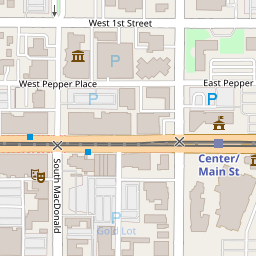 West 1st Street
P
West Pepper Place
East Pepper
P
P
Center/
Main St
South MacDonald
P
Gold Lot